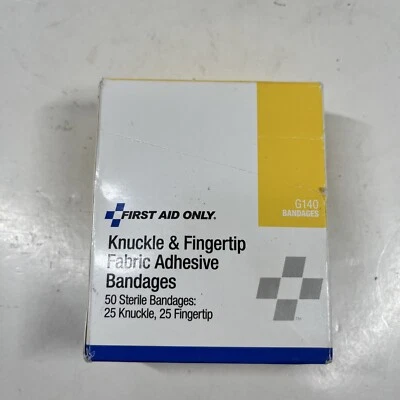 G140
BANDAGES
FIRST AID ONLY.
Knuckle & Fingertip
Fabric Adhesive
Bandages
50 Sterile Bandages:
25 Knuckle, 25 Fingertip